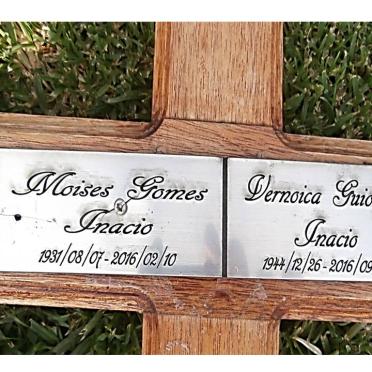 Moises Gomes
Inacio
1931/08/07-2016/02/10
Vernoica
Inacio
1944/12/26-2016/09